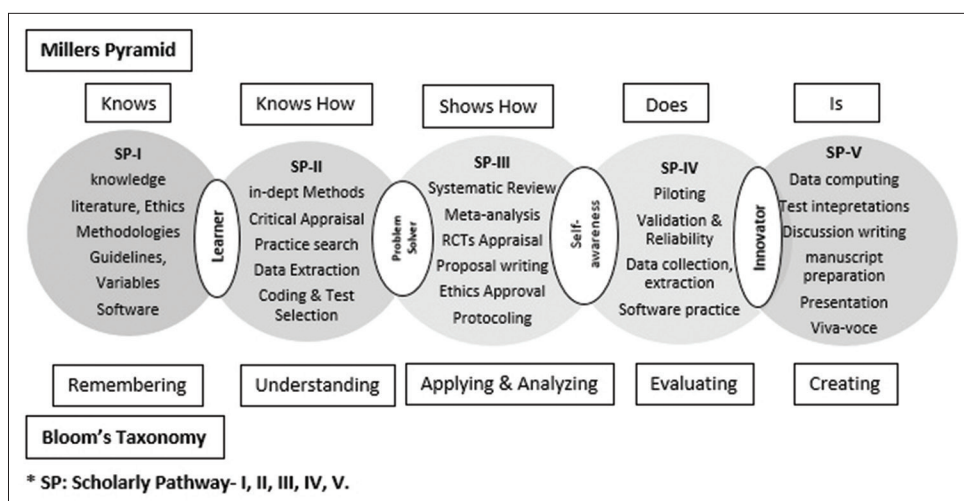 Millers Pyramid
Knows
Knows How
Shows How
Does
Is
SP-I
knowledge
literature, Ethics
Methodologies
Guidelines,
Variables
Software
Learner
SP-II
in-dept Methods
Critical Appraisal
Practice search
Data Extraction
Coding & Test
Selection
Problem
Solver
SP-III
Systematic Review
Meta-analysis
RCTs Appraisal
Proposal writing
Ethics Approval
Protocoling
Self-
awareness
SP-IV
Piloting
Validation &
Reliability
Data collection,
extraction
Software practice
Innovator
SP-V
Data computing
Test intepretations
Discussion writing
manuscript
preparation
Presentation
Viva-voce
Remembering
Understanding
Applying & Analyzing
Evaluating
Creating
Bloom's Taxonomy
* SP: Scholarly Pathway- I, II, III, IV, V.